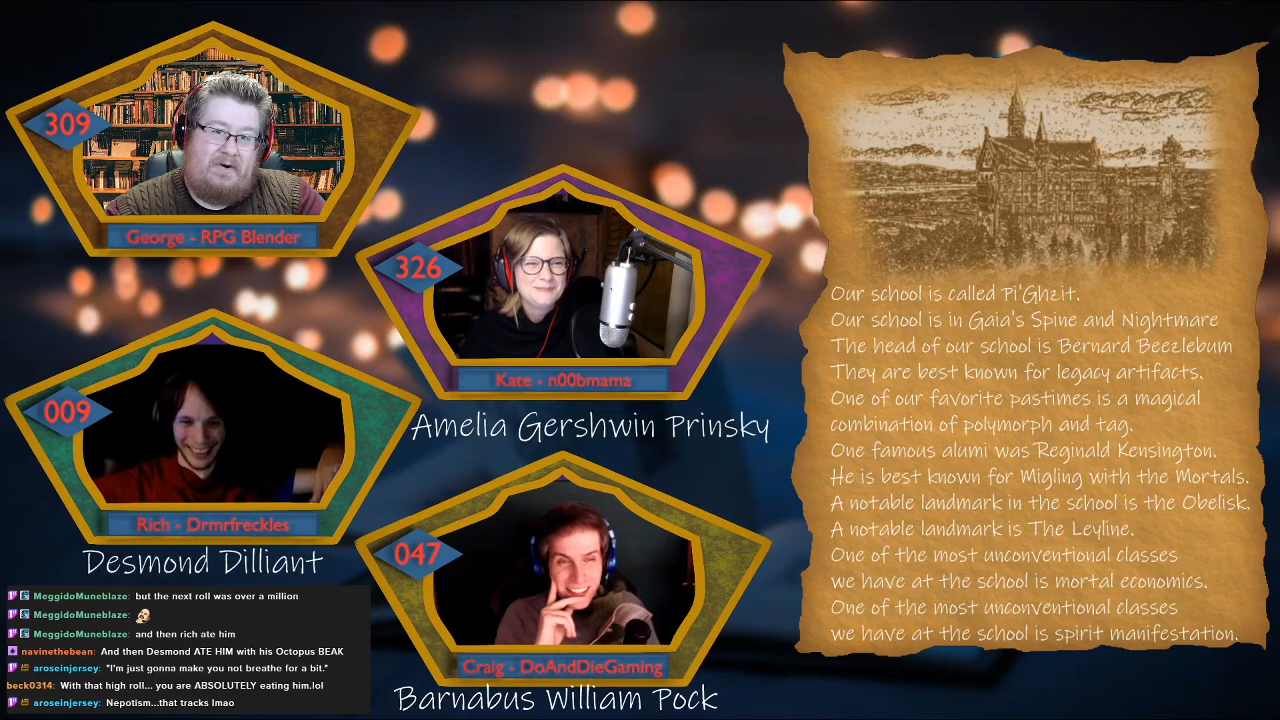 309
George - RPG Blender
326
Kate - n00bmama
Amelia Gershwin Prinsky
009
Rich - Drmrfreckles
Desmond Dilliant
047
Craig - DoAndDieGaming
Barnabus William Pock
MeggidoMuneblaze: but the next roll was over a million
MeggidoMuneblaze:
MeggidoMuneblaze: and then rich ate him
navinethebean: And then Desmond ATE HIM with his Octopus BEAK
aroseinjersey: "I'm just gonna make you not breathe for a bit."
beck0314: With that high roll... you are ABSOLUTELY eating him.lol
aroseinjersey: Nepotism...that tracks lmao
Our school is called Pi'Ghzit.
Our school is in Gaia's Spine and Nightmare
The head of our school is Bernard Beezlebum
They are best known for legacy artifacts.
One of our favorite pastimes is a magical
combination of polymorph and tag.
One famous alumi was Reginald Kensington.
He is best known for Migling with the Mortals.
A notable landmark in the school is the Obelisk.
A notable landmark is The Leyline.
One of the most unconventional classes
we have at the school is mortal economics.
One of the most unconventional classes
we have at the school is spirit manifestation.